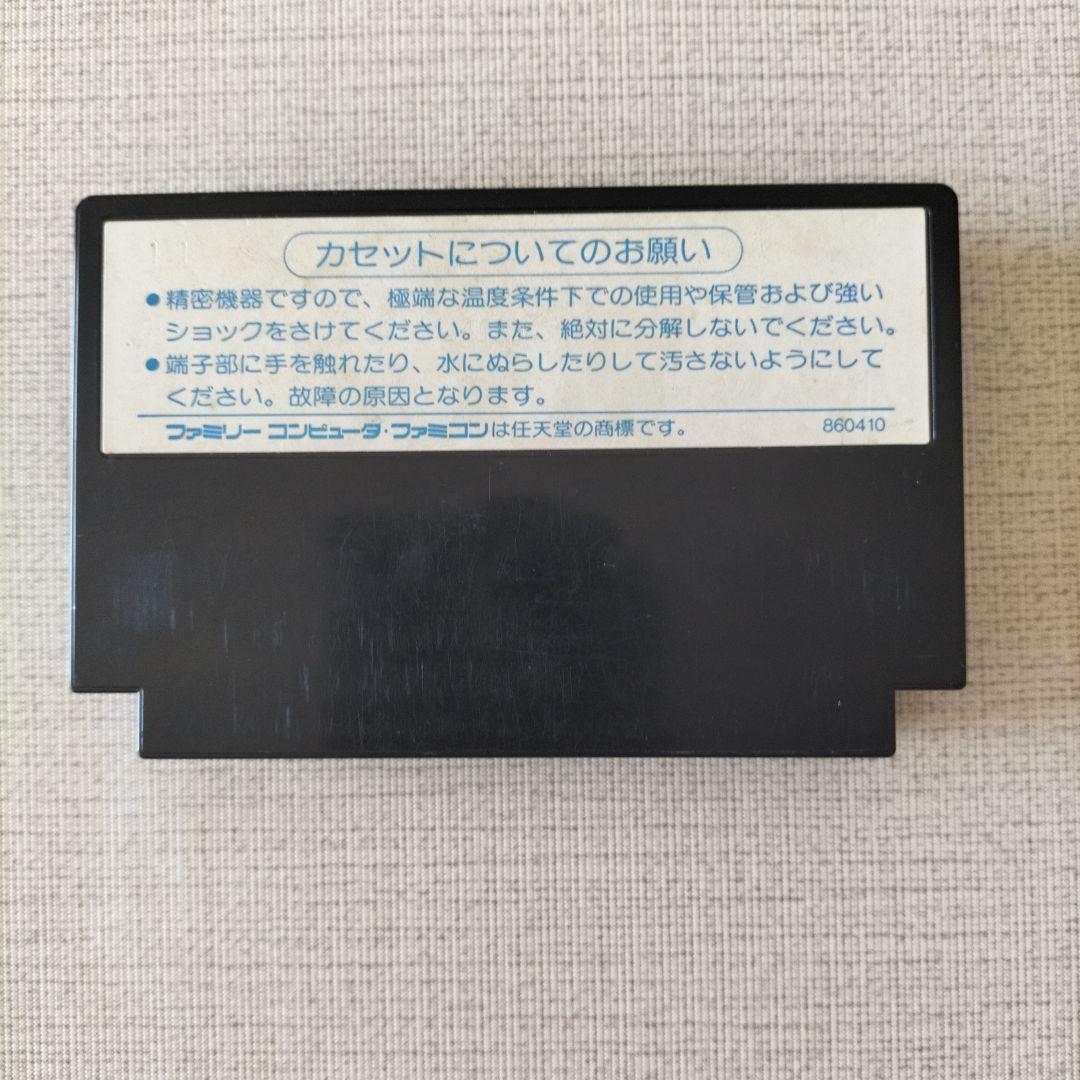 カセットについてのお願い
●精密機器ですので、極端な温度条件下での使用や保管および強い
ショックをさけてください。また、絶対に分解しないでください。
●端子部に手を触れたり、水にぬらしたりして汚さないようにして
ください。故障の原因となります。
ファミリー コンピュータ・ファミコンは任天堂の商標です。 860410